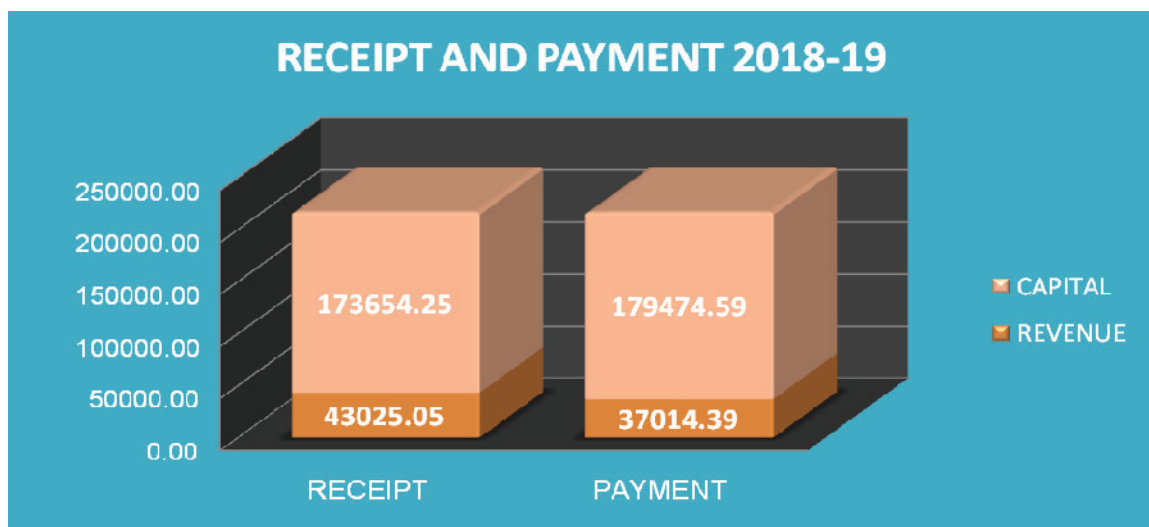 RECEIPT AND PAYMENT 2018-19
250000.00
200000.00
150000.00
100000.00
50000.00
0.00
173654.25
179474.59
43025.05
37014.39
RECEIPT
PAYMENT
CAPITAL
REVENUE